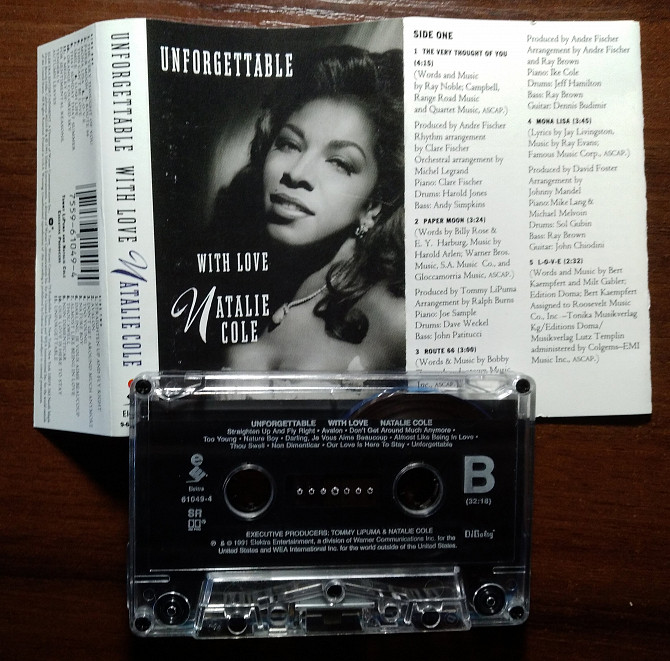 UNFORGETTABLE
WITH LOVE
NATALIE
COLE
UNFORGETTABLE WITH LOVE NATALIE COLE
7559-61049-4
SIDE ONE
1 THE VERY THOUGHT OF YOU
(4:15)
(Words and Music
by Ray Noble; Campbell,
Range Road Music
and Quartet Music, ASCAP.)
Produced by Andre Fischer
Rhythm arrangement
by Clare Fischer
Orchestral arrangement by
Michel Legrand
Piano: Clare Fischer
Drums: Harold Jones
Bass: Andy Simpkins
2 PAPER MOON (3:24)
(Words by Billy Rose &
E. Y. Harburg, Music by
Harold Arlen; Warner Bros.
Music, S.A. Music Co, and
Gloccamorra Music, ASCAP.)
Produced by Tommy LiPuma
Arrangement by Ralph Burns
Piano: Joe Sample
Drums: Dave Weckel
Bass: John Patitucci
3 ROUTE 66 (3:00)
(Words & Music by Bobby
Inc., ASCAP.)
Produced by Andre Fischer
Arrangement by Andre Fischer
and Ray Brown
Piano: Ike Cole
Drums: Jeff Hamilton
Bass: Ray Brown
Guitar: Dennis Budimir
4 MONA LISA (3:45)
(Lyrics by Jay Livingston,
Music by Ray Evans;
Famous Music Corp., ASCAP.)
Produced by David Foster
Arrangement by
Johnny Mandel
Piano: Mike Lang &
Michael Melvoin
Drums: Sol Gubin
Bass: Ray Brown
Guitar: John Chiodini
5 L-O-V-E (2:32)
(Words and Music by Bert
Kaempfert and Milt Gabler;
Edition Doma; Bert Kaempfert
Assigned to Roosevelt Music
Co., Inc –Tonika Musikverlag
Kg/Editions Doma/
Musikverlag Lutz Templin
administered by Colgems–EMI
Music Inc., ASCAP.)
UNFORGETTABLE WITH LOVE NATALIE COLE
Straighten Up And Fly Right • Avalon • Don't Get Around Much Anymore •
Too Young • Nature Boy • Darling, Je Vous Aime Beaucoup • Almost Like Being In Love •
Thou Swell • Non Dimenticar • Our Love Is Here To Stay • Unforgettable
Elektra
61049-4
SR
B
(32:18)
EXECUTIVE PRODUCERS: TOMMY LIPUMA & NATALIE COLE
℗ & © 1991 Elektra Entertainment, a division of Warner Communications Inc. for the
United States and WEA International Inc. for the world outside of the United States.